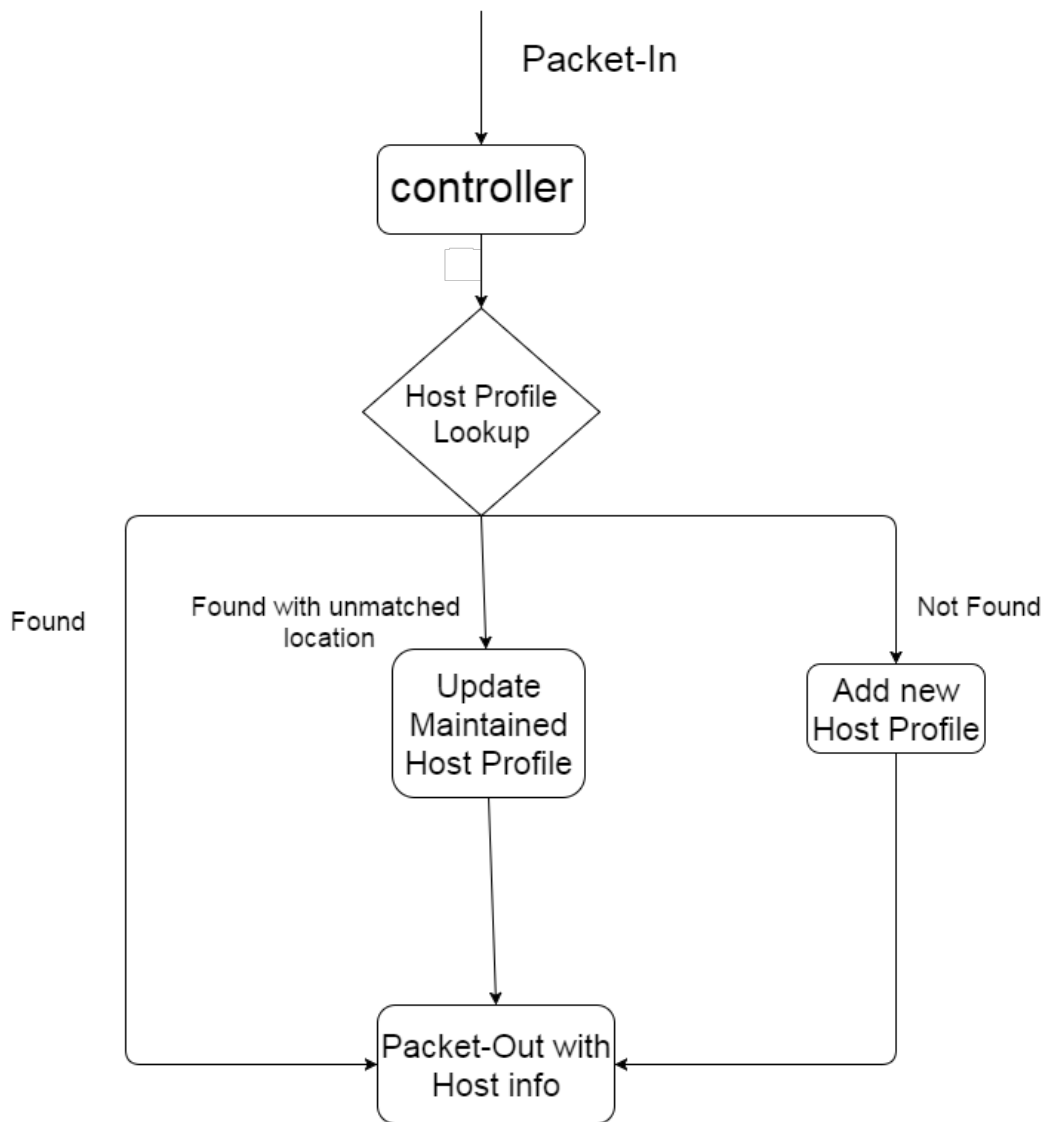 Packet-In
controller
Host Profile
Lookup
Found
Found with unmatched
location
Not Found
Update
Maintained
Host Profile
Add new
Host Profile
Packet-Out with
Host info